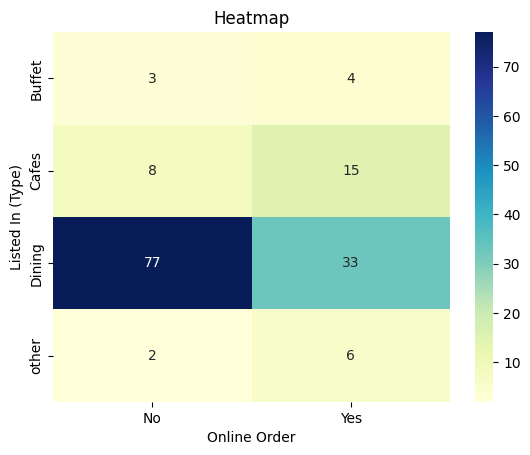 Heatmap
Listed In (Type)
Buffet
3 4
Cafes
8 15
Dining
77 33
other
2 6
No Yes
Online Order
70
60
50
40
30
20
10